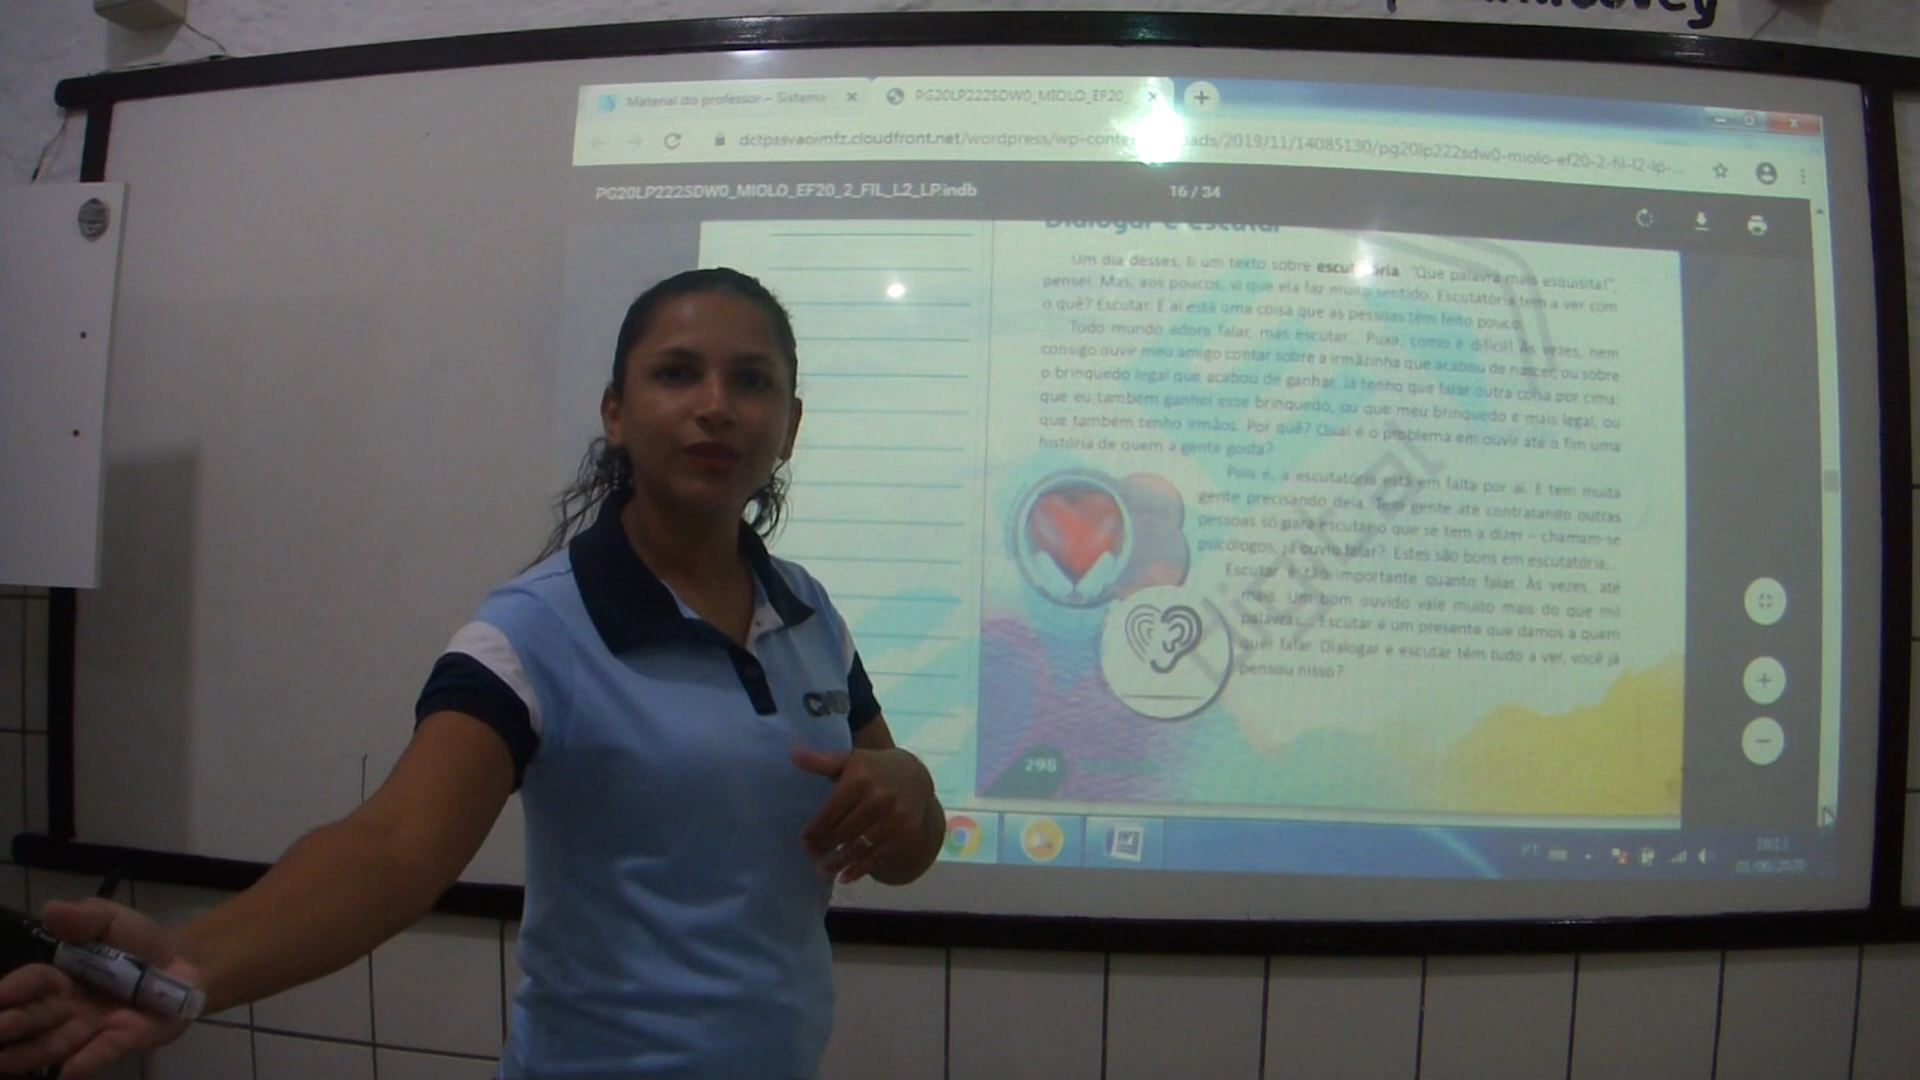 Material do professor – Sistema
PG20LP222SDW0_MIOLO_EF20
dctpssvaoimfz.cloudfront.net/wordpress/wp-conte ads/2019/11/14085130/pg20lp222sdw0-miolo-ef20-2-fil-l2-lp-...
PG20LP222SDW0_MIOLO_EF20_2_FIL_L2_LP.indb
16 / 34
Dialogar e escutar
Um dia desses, li um texto sobre escutatória. "Que palavra mais esquisita!",
pensei. Mas, aos poucos, vi que ela faz muito sentido. Escutatória tem a ver com
o quê? Escutar. E aí está uma coisa que as pessoas têm feito pouco.
Todo mundo adora falar, mas escutar... Puxa, como é difícil! Às vezes, nem
consigo ouvir meu amigo contar sobre a irmãzinha que acabou de nascer, ou sobre
o brinquedo legal que acabou de ganhar. Já tenho que falar outra coisa por cima:
que eu também ganhei esse brinquedo, ou que meu brinquedo é mais legal, ou
que também tenho irmãos. Por quê? Qual é o problema em ouvir até o fim uma
história de quem a gente gosta?
Pois é, a escutatória está em falta por aí. E tem muita
gente precisando dela. Tem gente até contratando outras
pessoas só para escutar o que se tem a dizer – chamam-se
psicólogos, já ouviu falar? Estes são bons em escutatória...
Escutar é tão importante quanto falar. Às vezes, até
mais. Um bom ouvido vale muito mais do que mil
palavras... Escutar é um presente que damos a quem
quer falar. Dialogar e escutar têm tudo a ver, você já
pensou nisso?
298
PT
01/06/2020